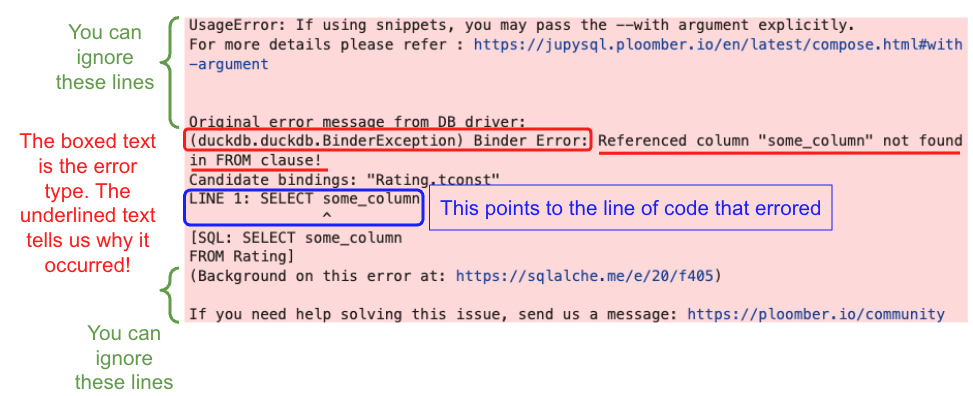 You can
ignore
these lines
UsageError: If using snippets, you may pass the --with argument explicitly.
For more details please refer : https://jupysql.ploomber.io/en/latest/compose.html#with
-argument
Original error message from DB driver:
(duckdb.duckdb.BinderException) Binder Error: Referenced column "some_column" not found
in FROM clause!
Candidate bindings: "Rating.tconst"
LINE 1: SELECT some_column
^
The boxed text
is the error
type. The
underlined text
tells us why it
occurred!
This points to the line of code that errored
[SQL: SELECT some_column
FROM Rating]
(Background on this error at: https://sqlalche.me/e/20/f405)
If you need help solving this issue, send us a message: https://ploomber.io/community
You can
ignore
these lines